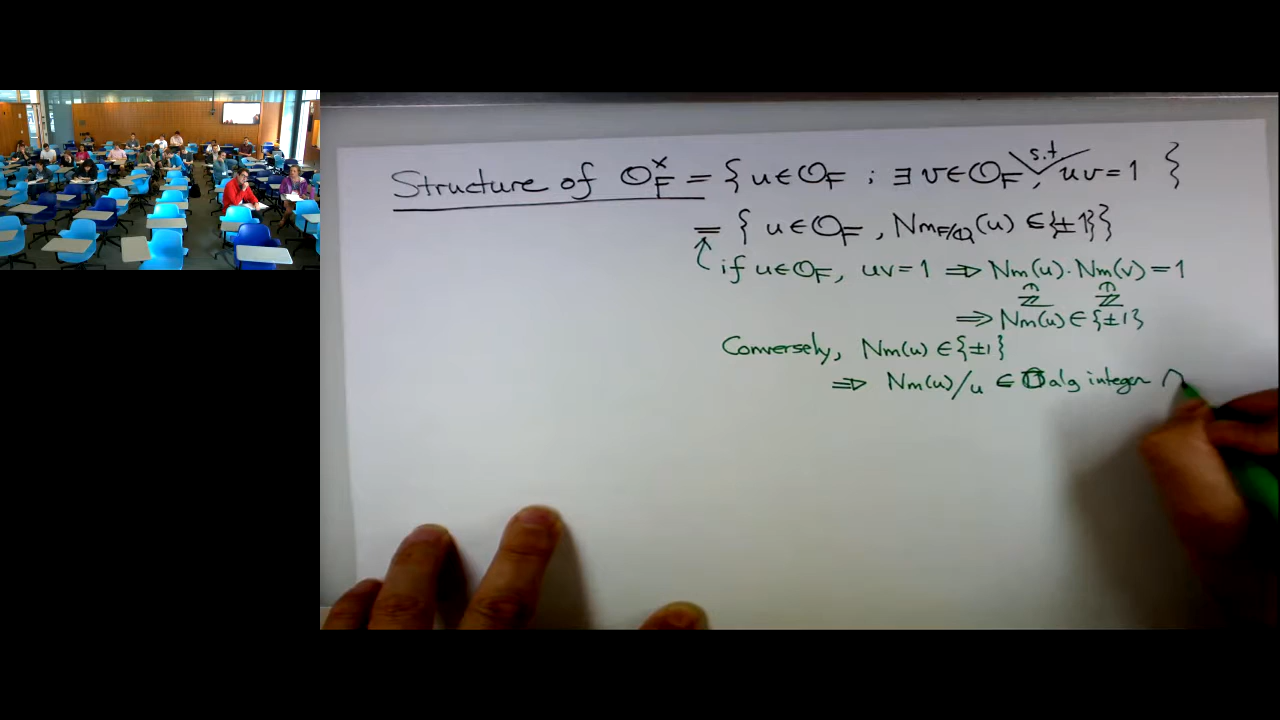 Structure of 𝒪_F^× = { u ∈ 𝒪_F ; ∃ v ∈ 𝒪_F, s.t uv = 1 }
= { u ∈ 𝒪_F , Nm_{F/ℚ}(u) ∈ {±1} }
if u ∈ 𝒪_F, uv = 1 ⇒ Nm(u) · Nm(v) = 1
∩ ∩
ℤ ℤ
⇒ Nm(u) ∈ {±1}
Conversely, Nm(u) ∈ {±1}
⇒ Nm(u)/u ∈ alg integer ∩